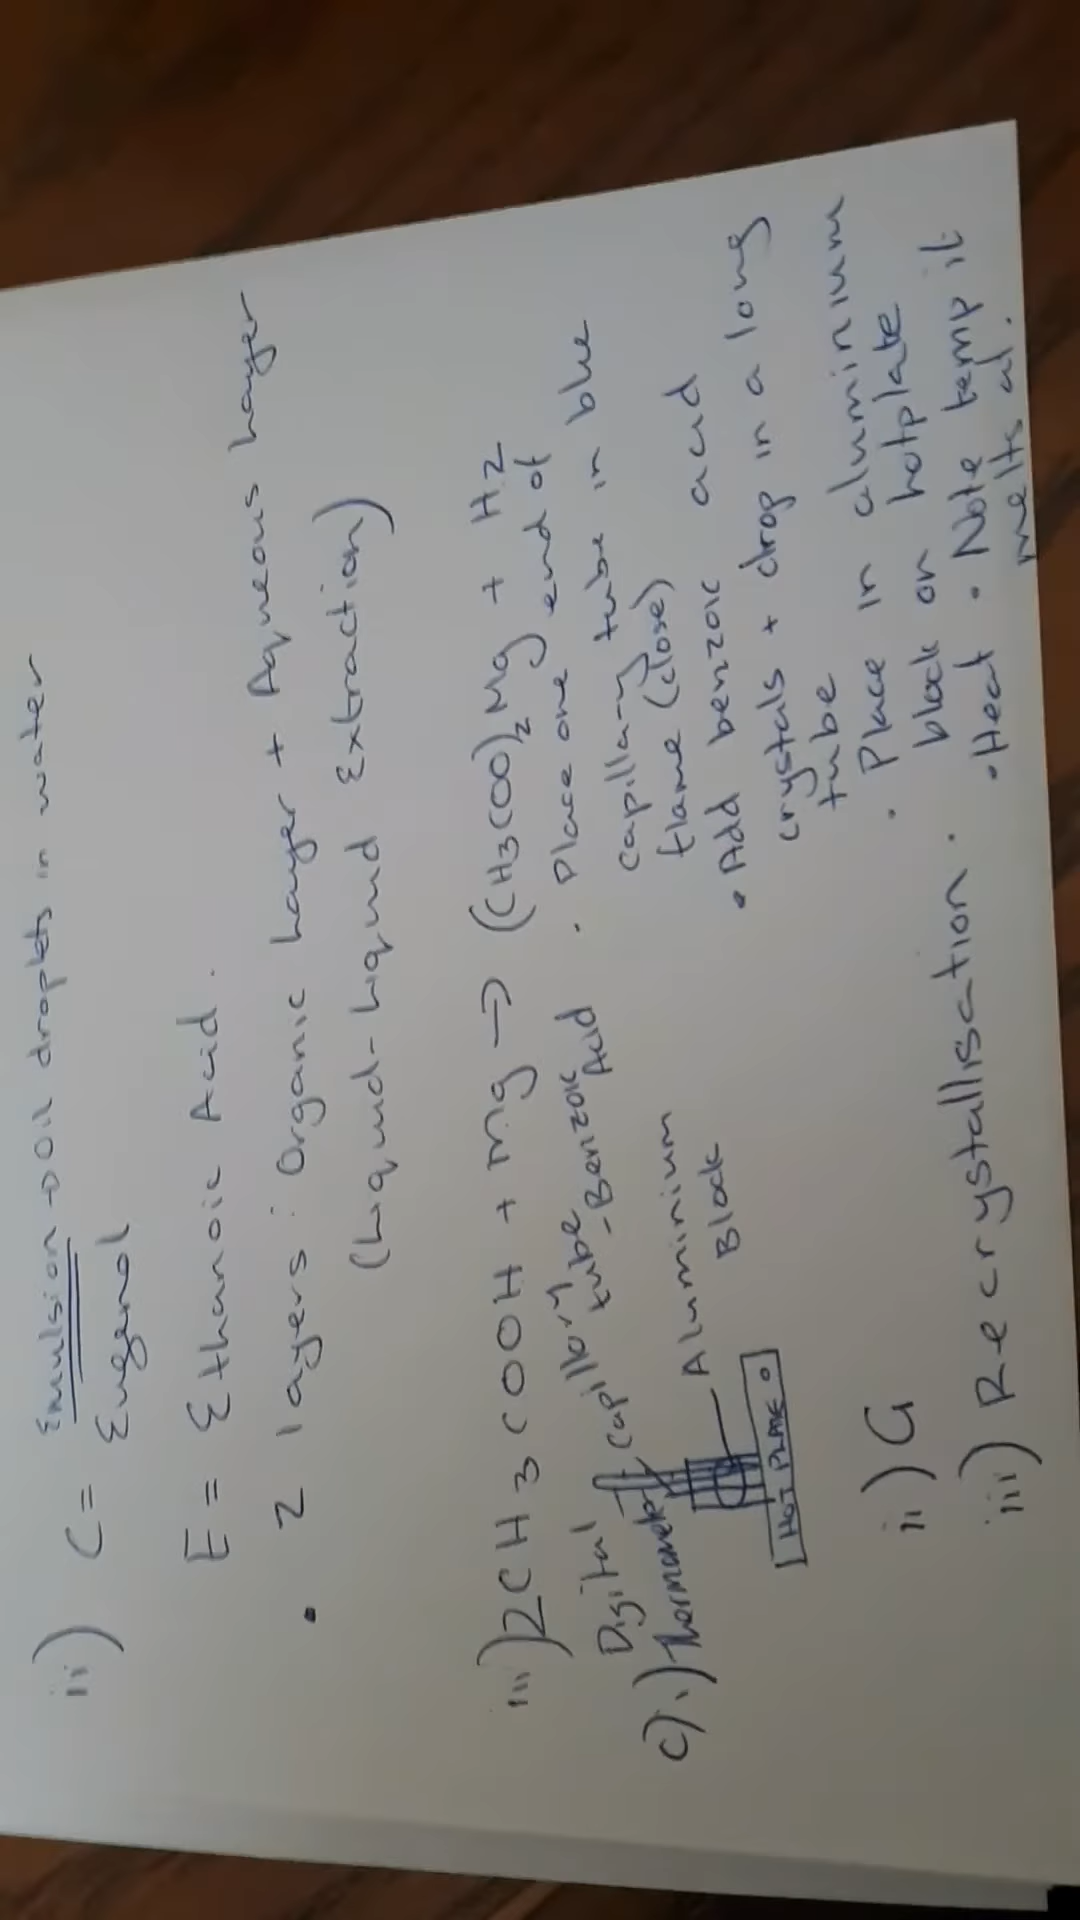 ii) Emulsion → Oil droplets in water
C = Eugenol
E = Ethanoic Acid.
• 2 layers: Organic Layer + Aqueous Layer
(Liquid-Liquid Extraction)
iii) 2CH3COOH + Mg → (CH3COO)2Mg + H2
c) i) Digital Thermometer
capillary tube
- Benzoic Acid
Aluminium Block
HOT PLATE
• Place one end of
capillary tube in blue
flame (close)
• Add benzoic acid
crystals + drop in a long
tube
• Place in aluminium
block on hotplate
• Heat • Note temp it
melts at.
ii) G
iii) Recrystallisation.